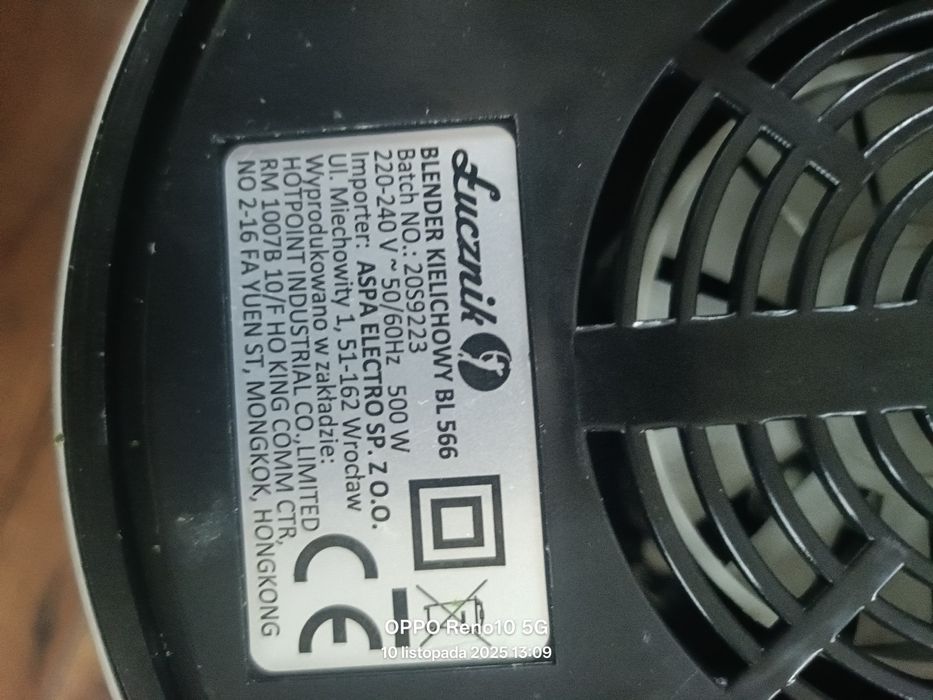 Łucznik
BLENDER KIELICHOWY BL 566
Batch NO.: 20S9223
220-240 V ~ 50/60Hz 500 W
Importer: ASPA ELECTRO SP. Z O.O.
Ul. Miechowity 1, 51-162 Wrocław
Wyprodukowano w zakładzie:
HOTPOINT INDUSTRIAL CO.,LIMITED
RM 1007B 10/F HO KING COMM CTR,
NO 2-16 FA YUEN ST, MONGKOK, HONGKONG
CE
OPPO Reno10 5G
10 listopada 2025 13:09